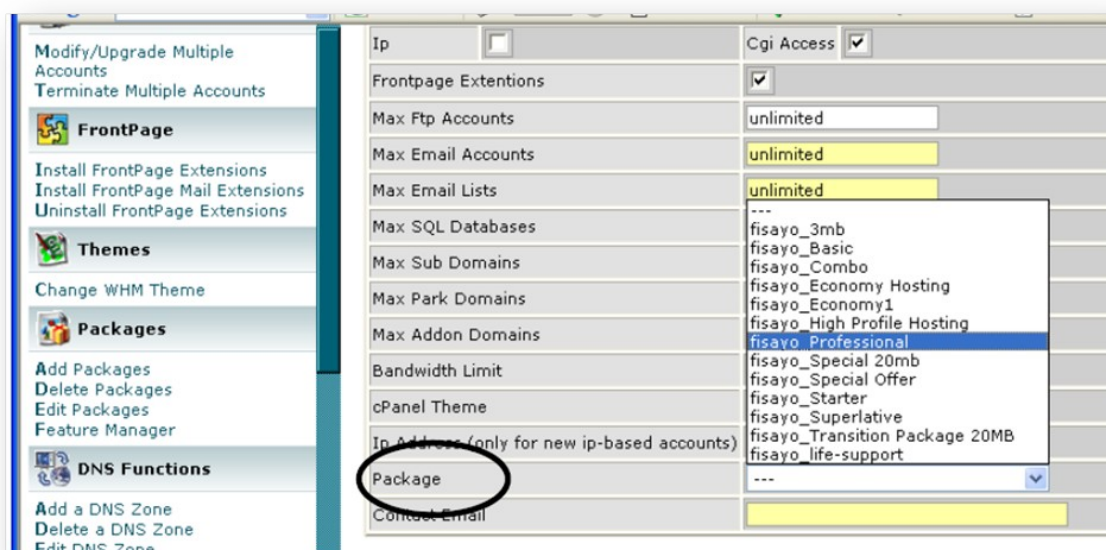 Modify/Upgrade Multiple
Accounts
Terminate Multiple Accounts
FrontPage
Install FrontPage Extensions
Install FrontPage Mail Extensions
Uninstall FrontPage Extensions
Themes
Change WHM Theme
Packages
Add Packages
Delete Packages
Edit Packages
Feature Manager
DNS Functions
Add a DNS Zone
Delete a DNS Zone
Edit DNS Zone
Ip
Cgi Access
Frontpage Extentions
Max Ftp Accounts
unlimited
Max Email Accounts
unlimited
Max Email Lists
unlimited
Max SQL Databases
Max Sub Domains
Max Park Domains
Max Addon Domains
Bandwidth Limit
cPanel Theme
Ip Address (only for new ip-based accounts)
---
fisayo_3mb
fisayo_Basic
fisayo_Combo
fisayo_Economy Hosting
fisayo_Economy1
fisayo_High Profile Hosting
fisayo_Professional
fisayo_Special 20mb
fisayo_Special Offer
fisayo_Starter
fisayo_Superlative
fisayo_Transition Package 20MB
fisayo_life-support
Package
---
Contact Email